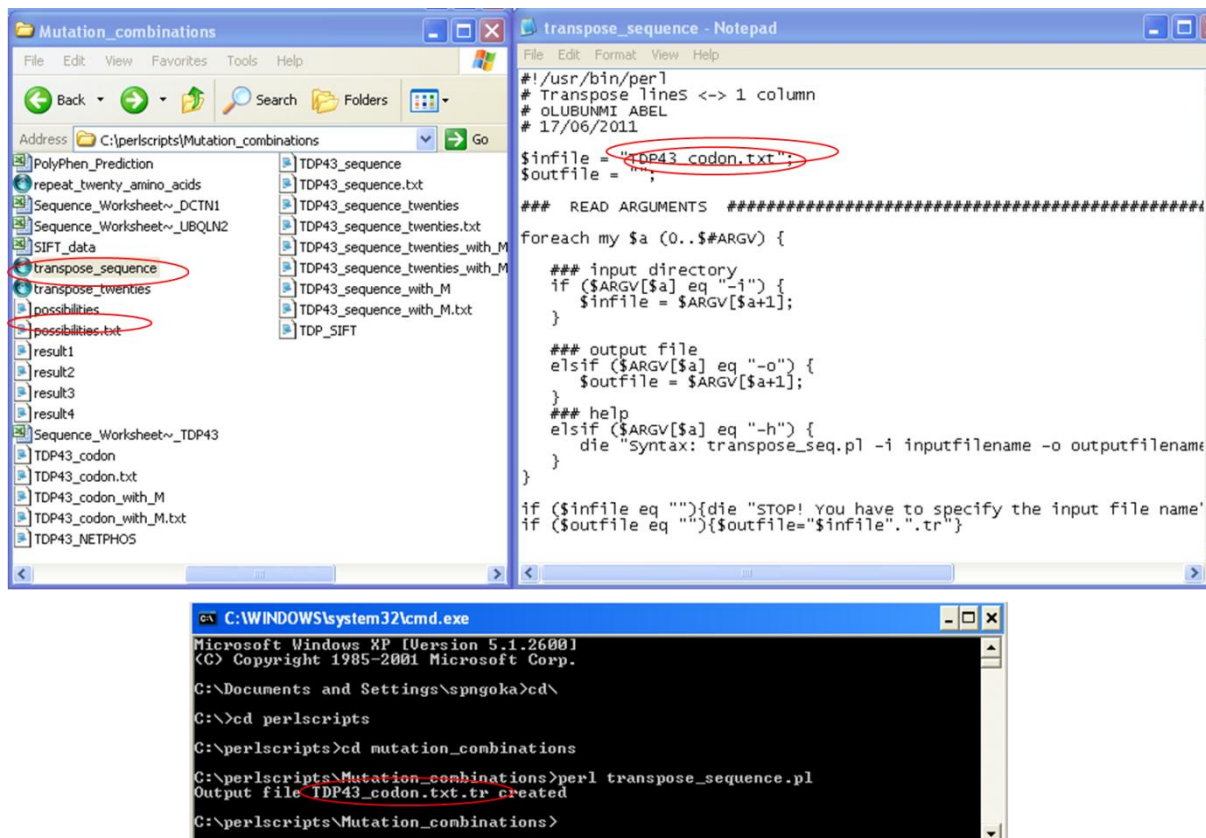 Mutation_combinations
File Edit View Favorites Tools Help
Back Search Folders
Address C:\perlscripts\Mutation_combinations Go
PolyPhen_Prediction
repeat_twenty_amino_acids
Sequence_Worksheet~_DCTN1
Sequence_Worksheet~_UBQLN2
SIFT_data
transpose_sequence
transpose_twenties
possibilities
possibilities.txt
result1
result2
result3
result4
Sequence_Worksheet~_TDP43
TDP43_codon
TDP43_codon.txt
TDP43_codon_with_M
TDP43_codon_with_M.txt
TDP43_NETPHOS
TDP43_sequence
TDP43_sequence.txt
TDP43_sequence_twenties
TDP43_sequence_twenties.txt
TDP43_sequence_twenties_with_M
TDP43_sequence_twenties_with_M
TDP43_sequence_with_M
TDP43_sequence_with_M.txt
TDP_SIFT
transpose_sequence - Notepad
File Edit Format View Help
#!/usr/bin/perl
# Transpose lineS <-> 1 column
# OLUBUNMI ABEL
# 17/06/2011
$infile = "TDP43_codon.txt";
$outfile = "";
### READ ARGUMENTS ################################################
foreach my $a (0..$#ARGV) {
### input directory
if ($ARGV[$a] eq "-i") {
$infile = $ARGV[$a+1];
}
### output file
elsif ($ARGV[$a] eq "-o") {
$outfile = $ARGV[$a+1];
}
### help
elsif ($ARGV[$a] eq "-h") {
die "Syntax: transpose_seq.pl -i inputfilename -o outputfilename
}
}
if ($infile eq ""){die "STOP! You have to specify the input file name"
if ($outfile eq ""){$outfile="$infile".".tr"}
C:\WINDOWS\system32\cmd.exe
Microsoft Windows XP [Version 5.1.2600]
(C) Copyright 1985-2001 Microsoft Corp.
C:\Documents and Settings\spngoka>cd\
C:\>cd perlscripts
C:\perlscripts>cd mutation_combinations
C:\perlscripts\Mutation_combinations>perl transpose_sequence.pl
Output file TDP43_codon.txt.tr created
C:\perlscripts\Mutation_combinations>